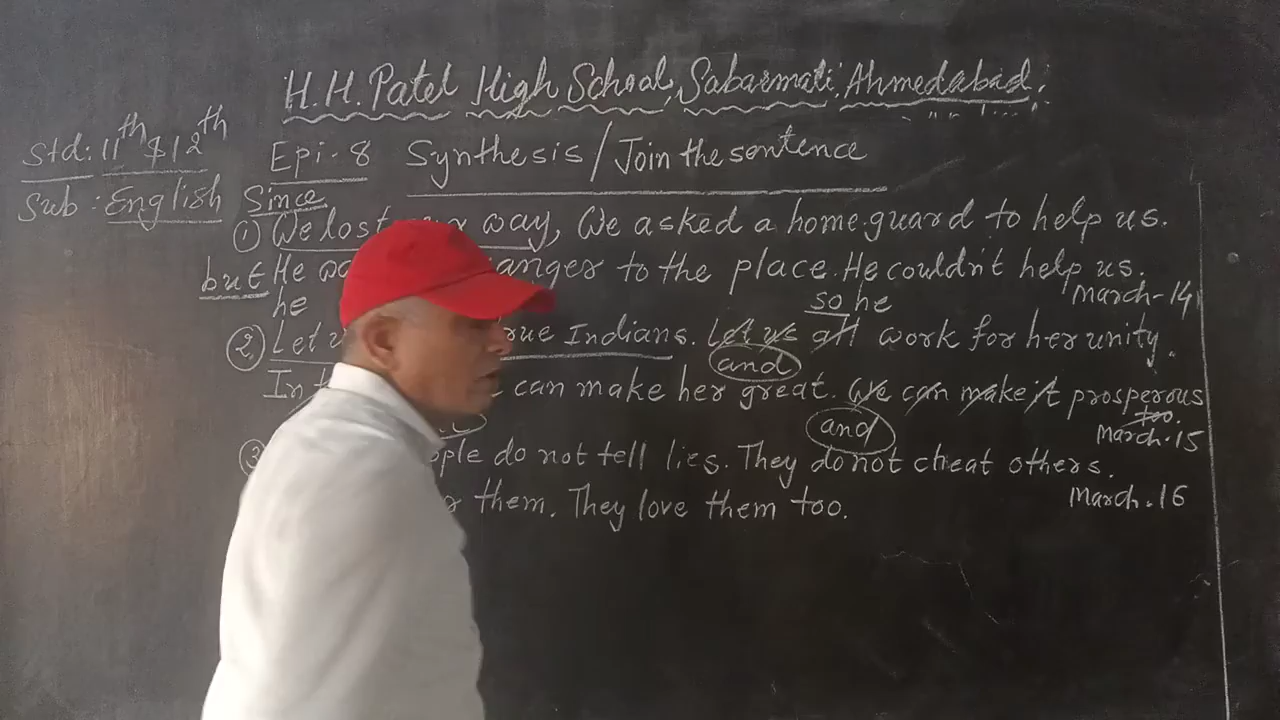 H.H. Patel High School, Sabarmati, Ahmedabad.
Std: 11th & 12th
Epi-8 Synthesis / Join the sentence
Sub: English
Since
① We lost way, We asked a home.guard to help us.
but He to the place. He couldn't help us.
he so he March-14
② Let Indians. Let us all work for her unity.
and
In can make her great. We can make it prosperous
too.
and March.15
③ do not tell lies. They do not cheat others.
them. They love them too. March.16